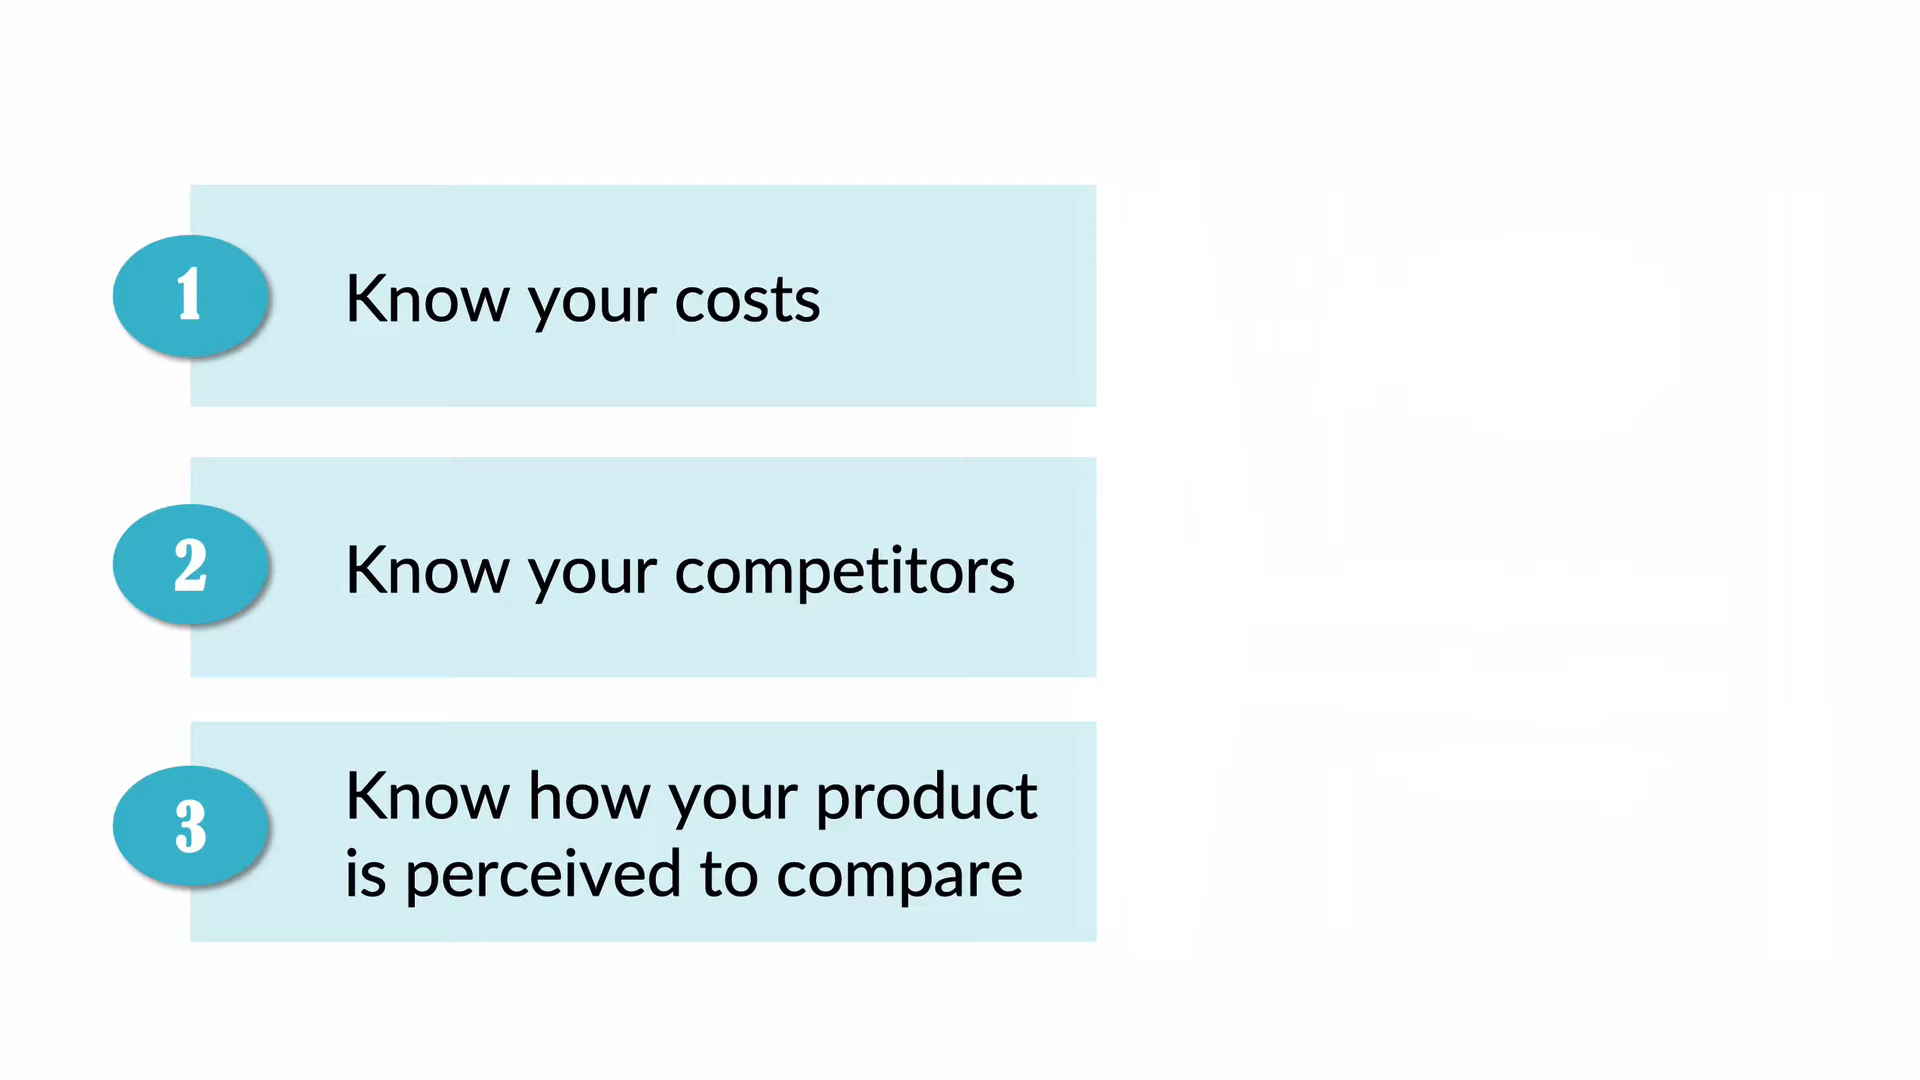 1
Know your costs
2
Know your competitors
3
Know how your product
is perceived to compare